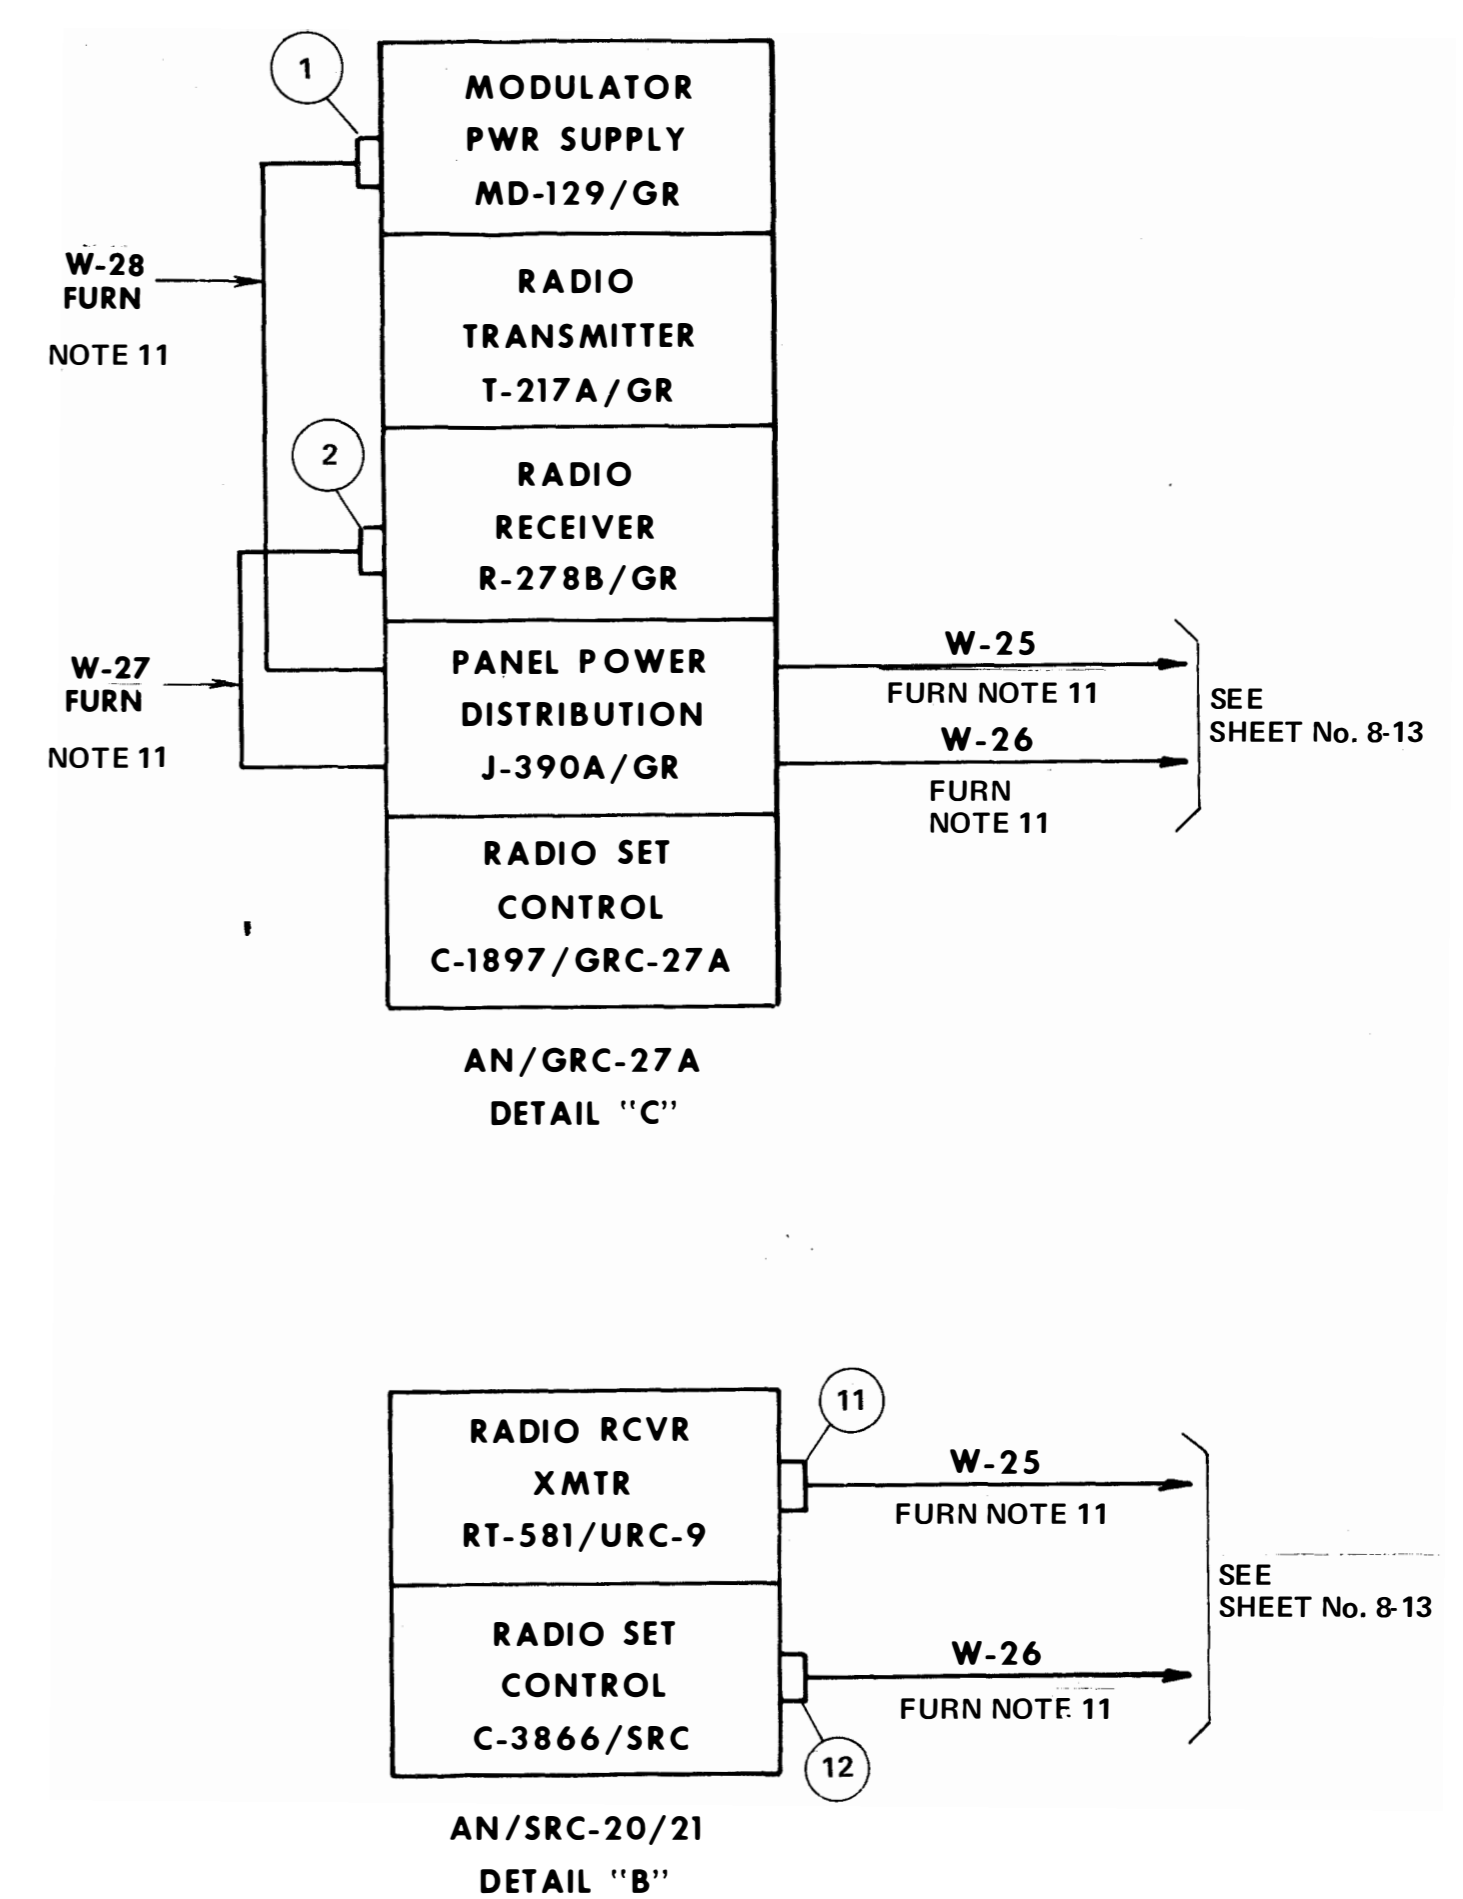 1
MODULATOR
PWR SUPPLY
MD-129/GR
W-28
FURN
NOTE 11
RADIO
TRANSMITTER
T-217A/GR
2
RADIO
RECEIVER
R-278B/GR
W-27
FURN
NOTE 11
PANEL POWER
DISTRIBUTION
J-390A/GR
W-25
FURN NOTE 11
W-26
FURN
NOTE 11
SEE
SHEET No. 8-13
RADIO SET
CONTROL
C-1897/GRC-27A
AN/GRC-27A
DETAIL "C"
RADIO RCVR
XMTR
RT-581/URC-9
11
W-25
FURN NOTE 11
SEE
SHEET No. 8-13
RADIO SET
CONTROL
C-3866/SRC
W-26
FURN NOTE 11
12
AN/SRC-20/21
DETAIL "B"